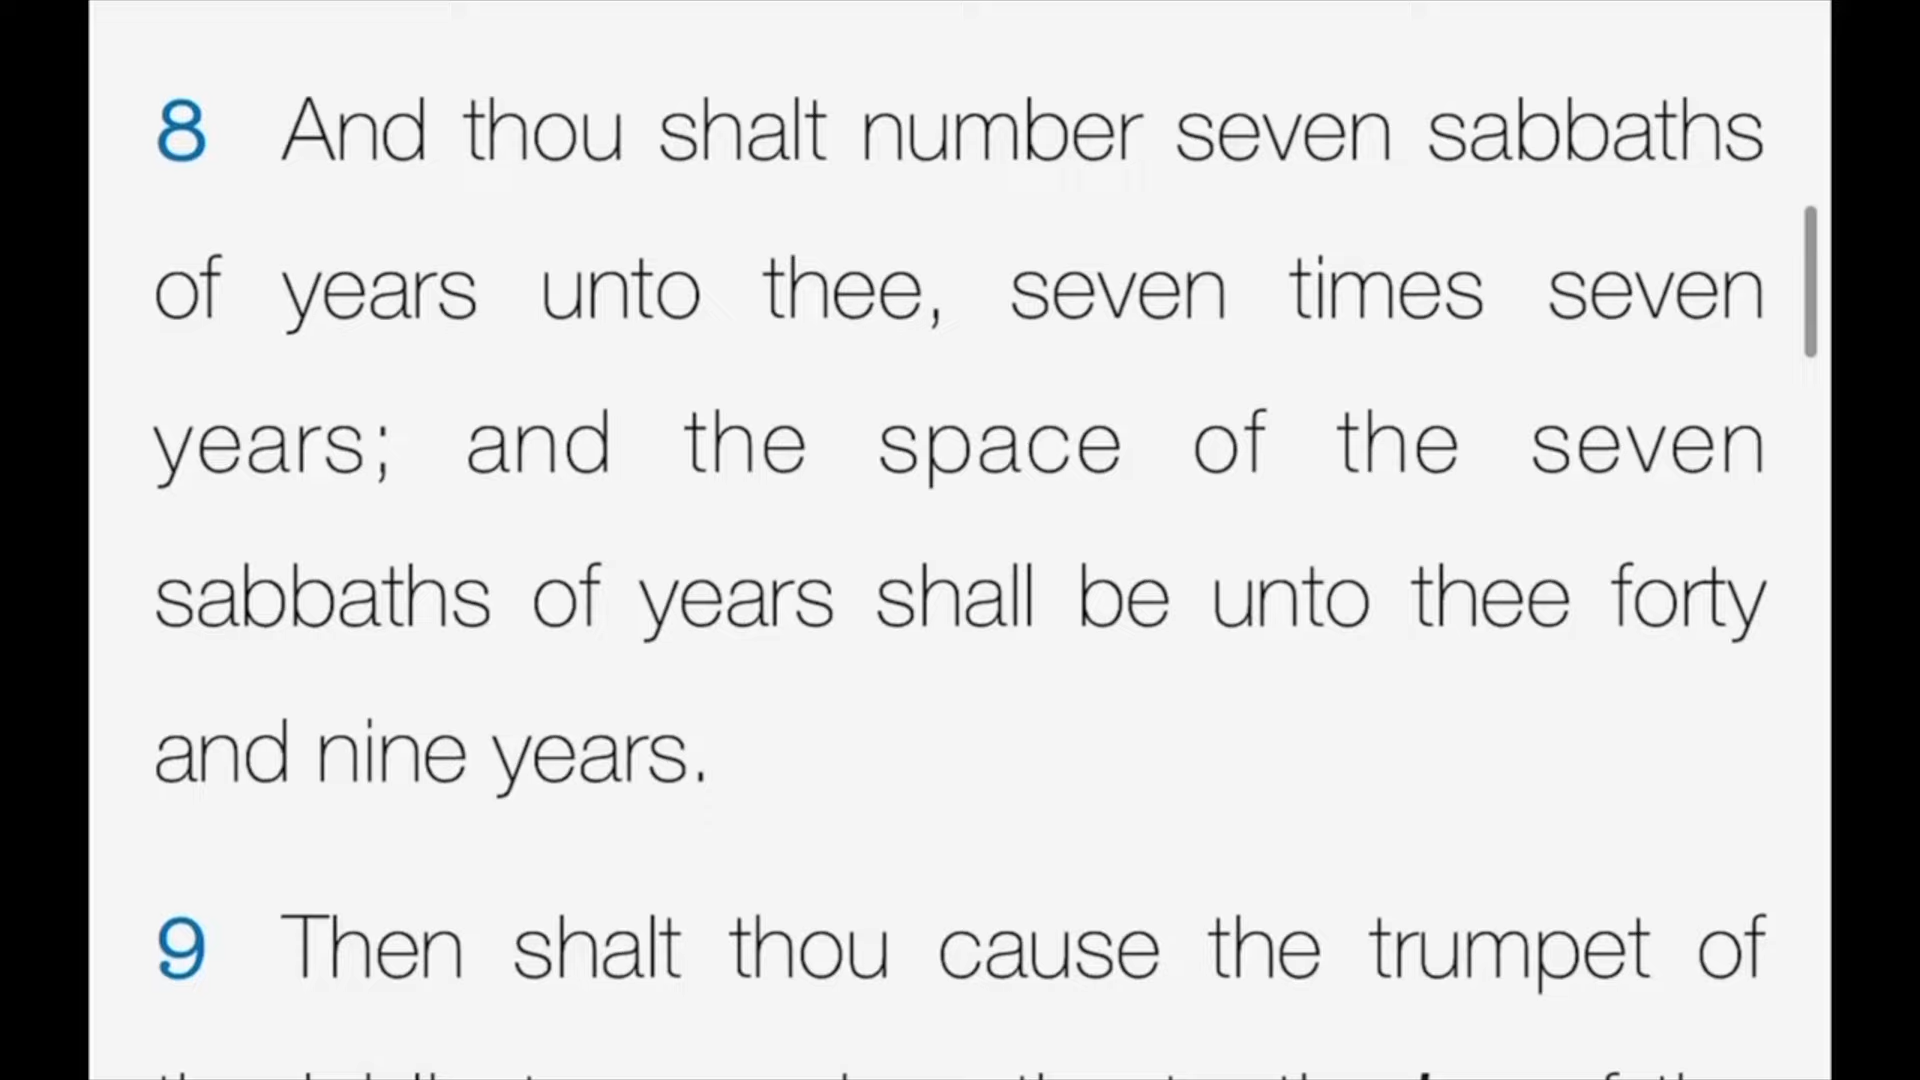 8 And thou shalt number seven sabbaths
of years unto thee, seven times seven
years; and the space of the seven
sabbaths of years shall be unto thee forty
and nine years.
9 Then shalt thou cause the trumpet of